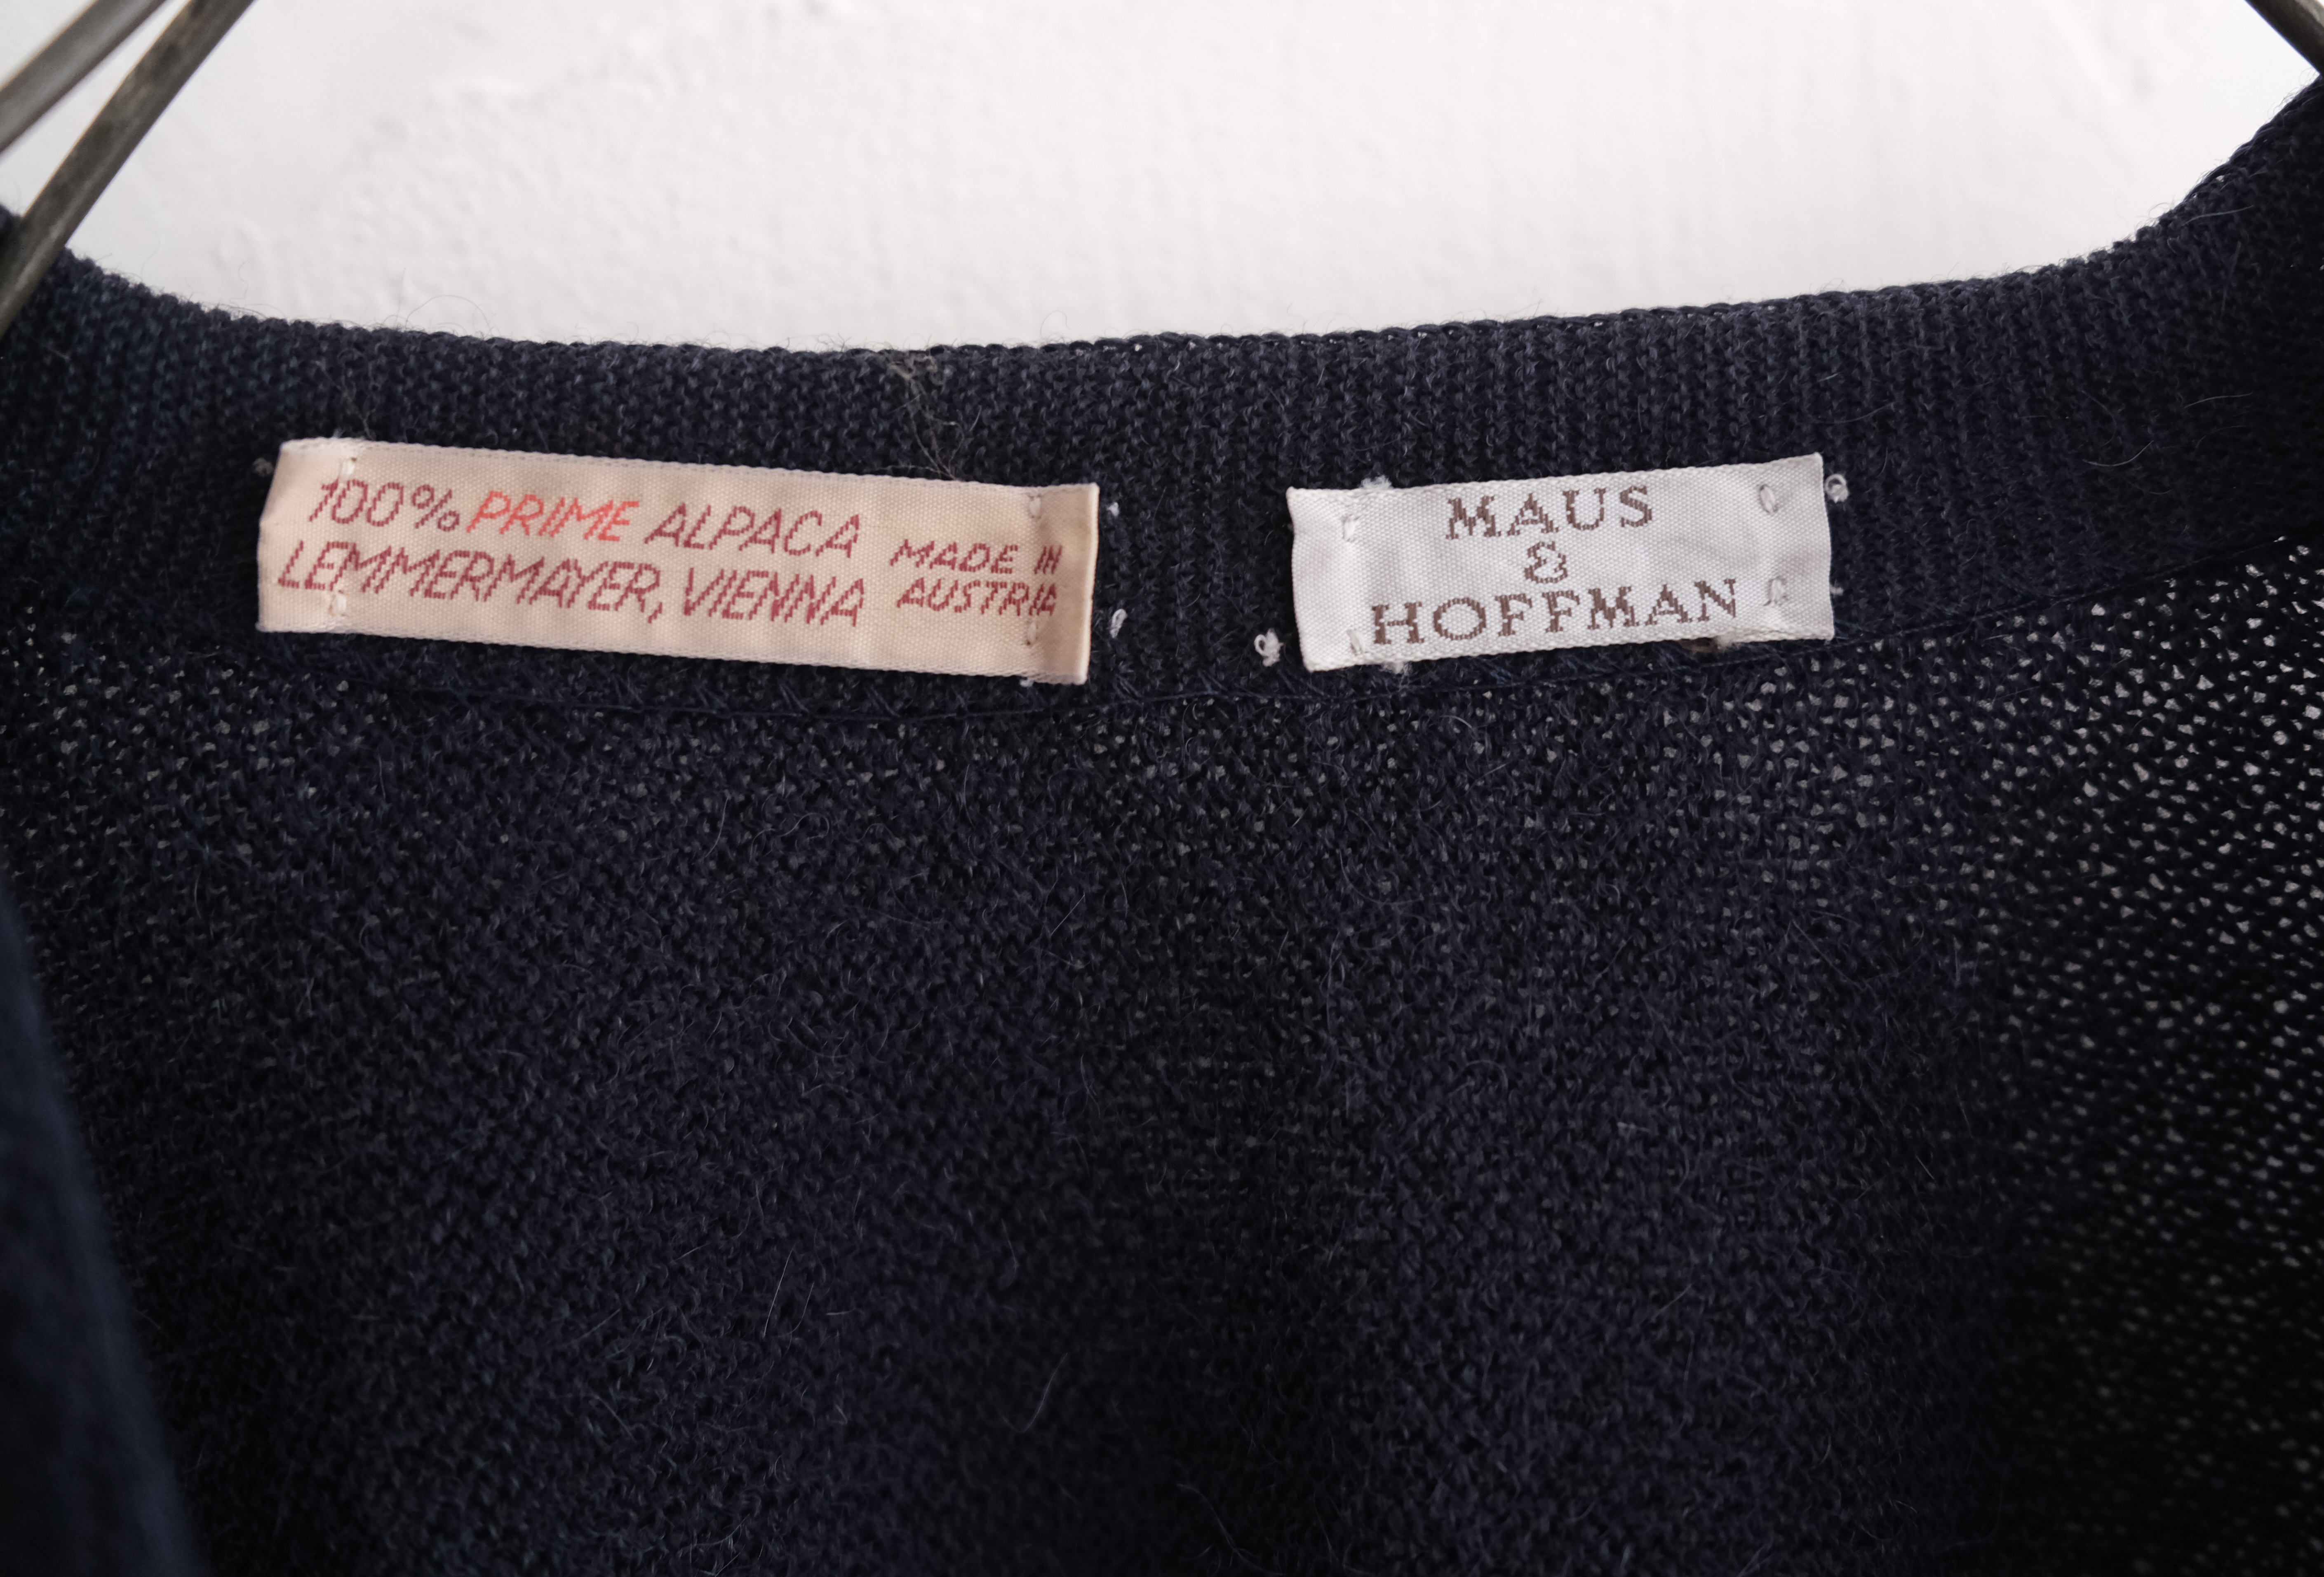 100% PRIME ALPACA
LEMMERMAYER, VIENNA
MADE IN
AUSTRIA
MAUS
&
HOFFMAN